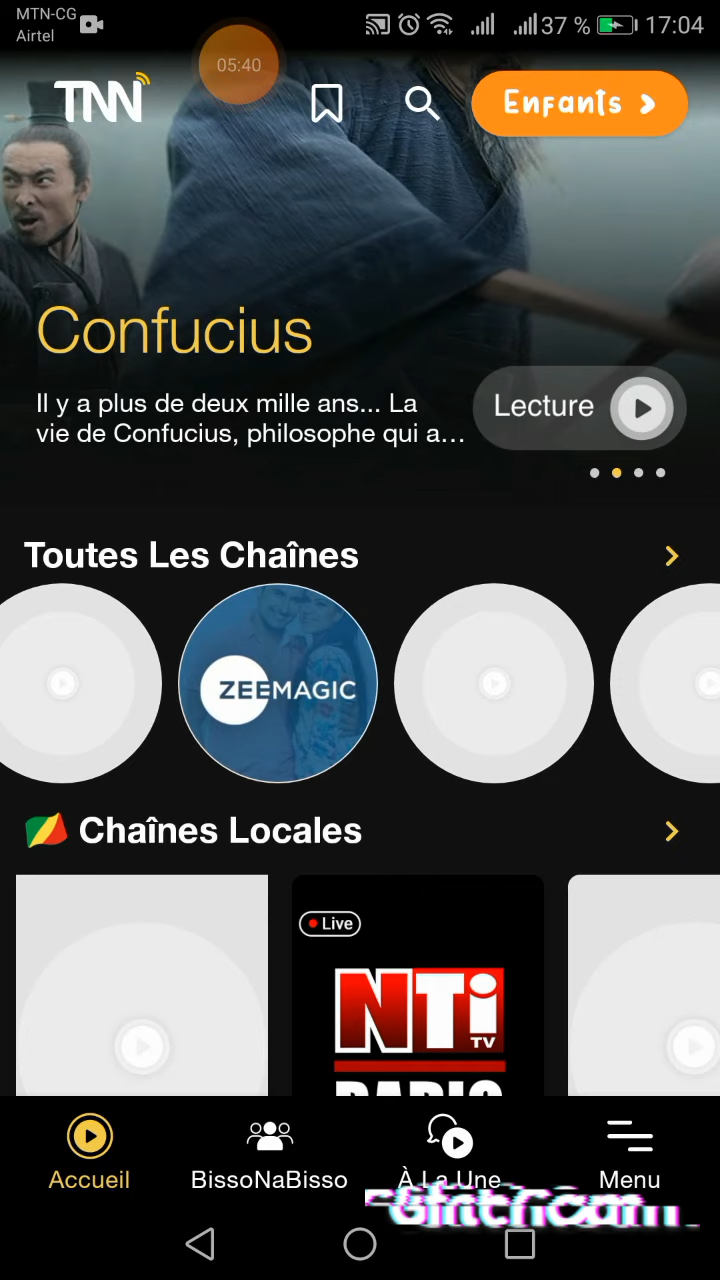 MTN-CG
Airtel
37 % 17:04
05:40
TNN
Enfants
Confucius
Il y a plus de deux mille ans... La
vie de Confucius, philosophe qui a…
Lecture
Toutes Les Chaînes
ZEEMAGIC
Chaînes Locales
Live
NTi
TV
RADIO
Accueil
BissoNaBisso
À La Une
Menu